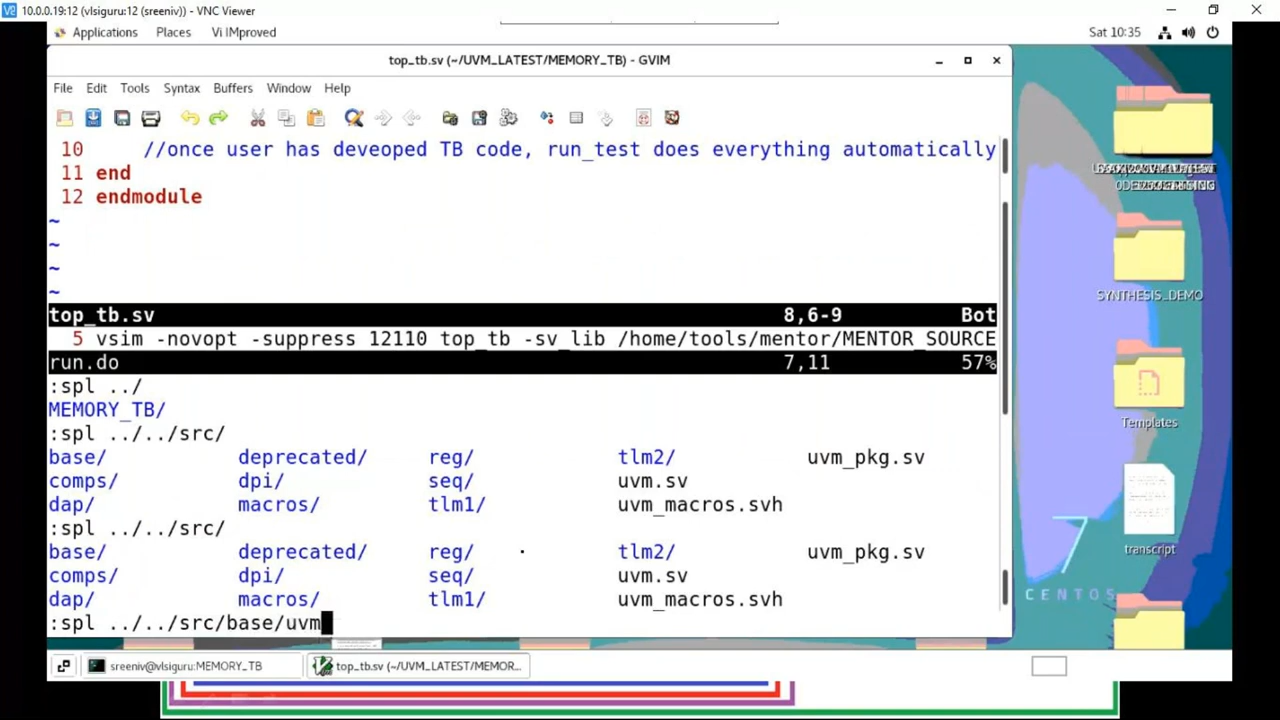 10.0.0.19:12 (vlsiguru:12 (sreeniv)) - VNC Viewer
Applications Places Vi IMproved Sat 10:35
top_tb.sv (~/UVM_LATEST/MEMORY_TB) - GVIM
File Edit Tools Syntax Buffers Window Help
10 //once user has deveoped TB code, run_test does everything automatically
11 end
12 endmodule
~
~
~
~
top_tb.sv 8,6-9 Bot
5 vsim -novopt -suppress 12110 top_tb -sv_lib /home/tools/mentor/MENTOR_SOURCE
run.do 7,11 57%
:spl ../
MEMORY_TB/
:spl ../../src/
base/ deprecated/ reg/ tlm2/ uvm_pkg.sv
comps/ dpi/ seq/ uvm.sv
dap/ macros/ tlm1/ uvm_macros.svh
:spl ../../src/
base/ deprecated/ reg/ tlm2/ uvm_pkg.sv
comps/ dpi/ seq/ uvm.sv
dap/ macros/ tlm1/ uvm_macros.svh
:spl ../../src/base/uvm
SYNTHESIS_DEMO
Templates
transcript
7
CENTOS
sreeniv@vlsiguru:MEMORY_TB
top_tb.sv (~/UVM_LATEST/MEMOR...